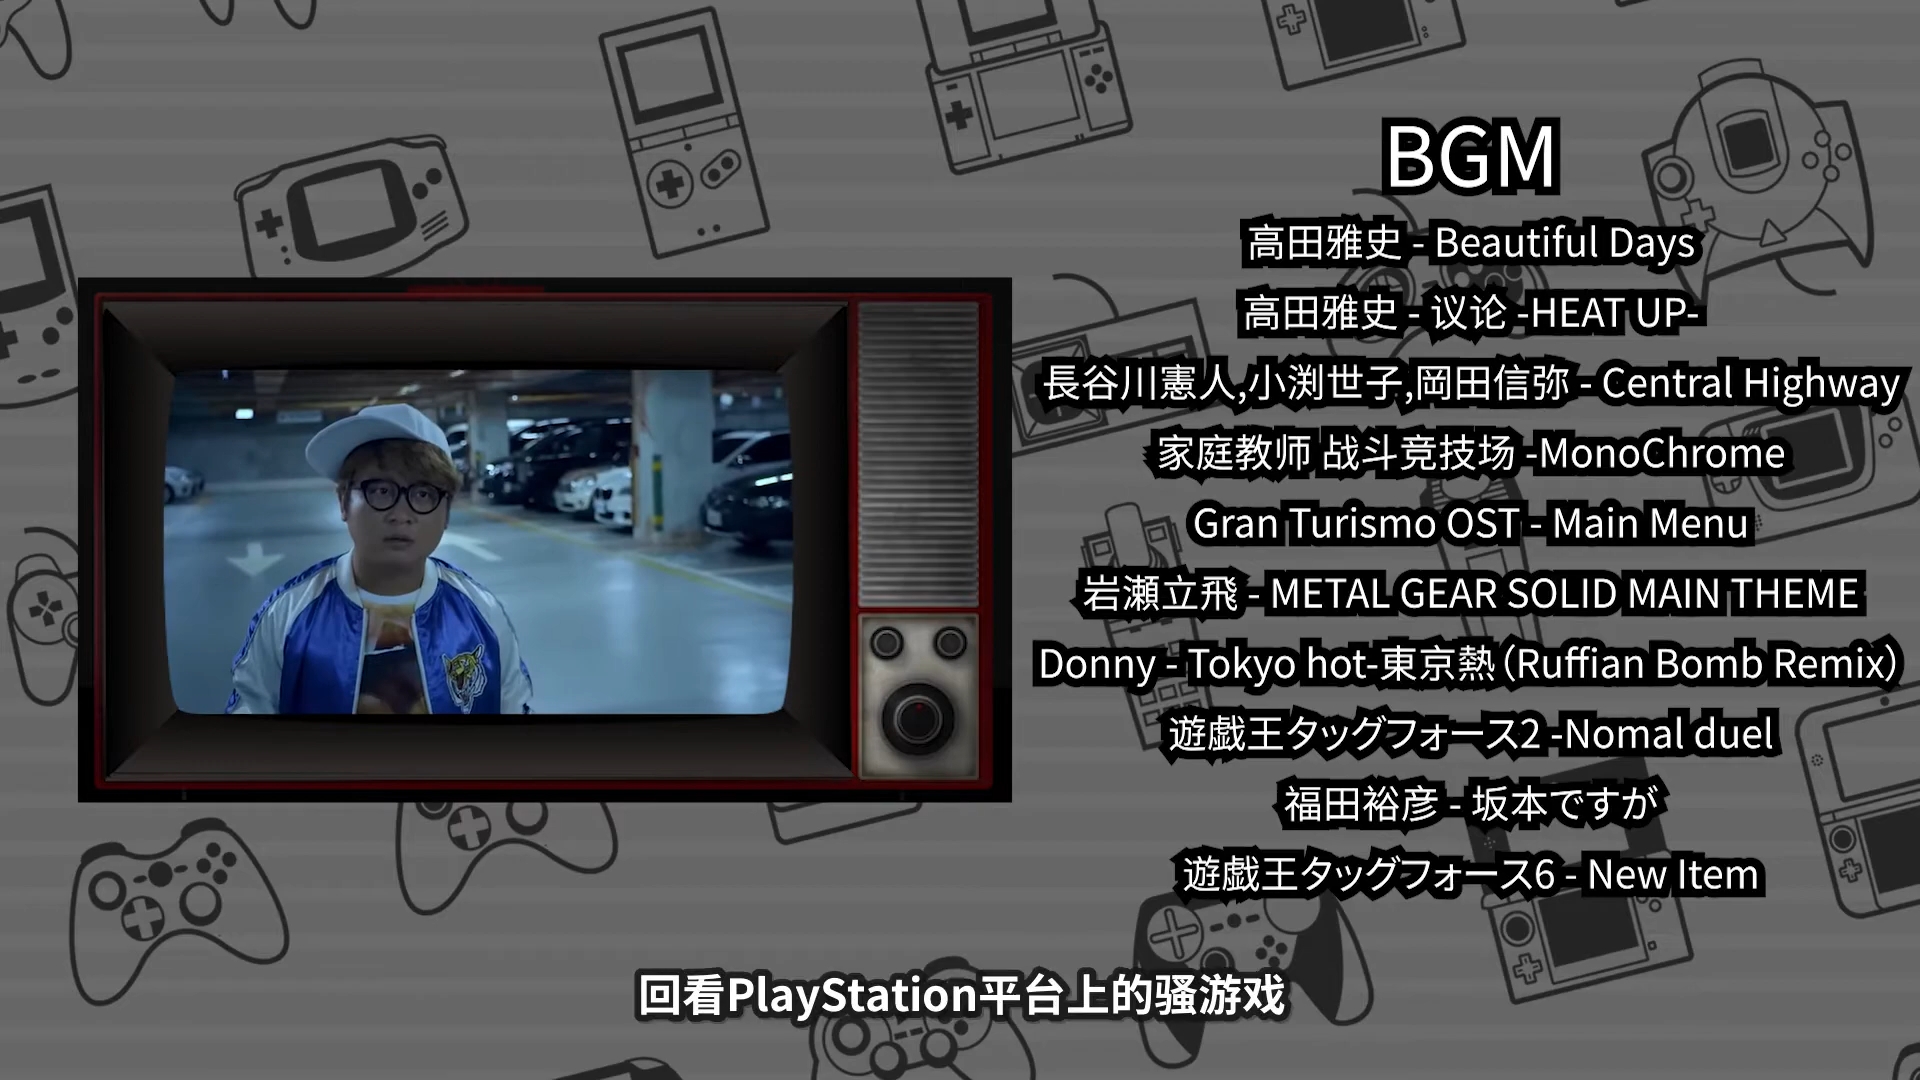 BGM
高田雅史 - Beautiful Days
高田雅史 - 议论 -HEAT UP-
長谷川憲人,小渕世子,岡田信弥 - Central Highway
家庭教师 战斗竞技场 -MonoChrome
Gran Turismo OST - Main Menu
岩瀬立飛 - METAL GEAR SOLID MAIN THEME
Donny - Tokyo hot-東京熱（Ruffian Bomb Remix）
遊戯王タッグフォース2 -Nomal duel
福田裕彦 - 坂本ですが
遊戯王タッグフォース6 - New Item
回看PlayStation平台上的骚游戏